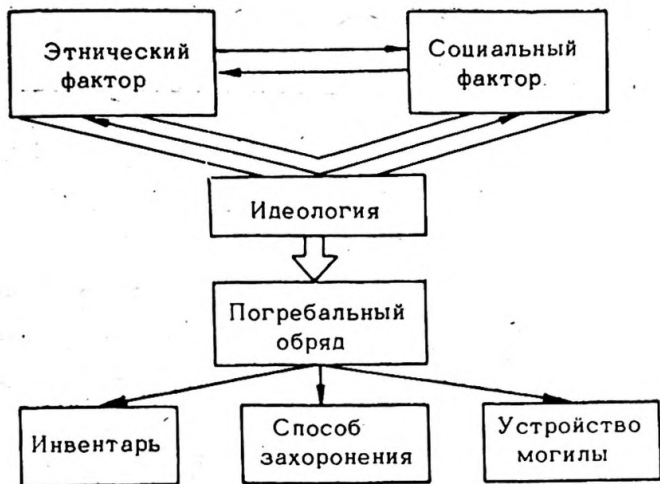 Этнический
фактор
Социальный
фактор
Идеология
Погребальный
обряд
Инвентарь
Способ
захоронения
Устройство
могилы